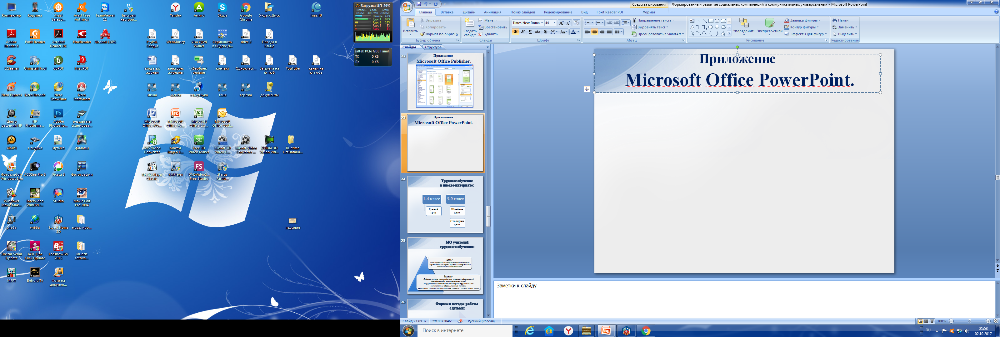 Компьютер
Корзина
Avast SafeZo...
Avast Free Antivirus
TeamViewer 11
Быстрая настрой...
Yandex
Амиго
Skype
Google Chrome
Яндекс.Диск
Глаз.ТВ
Adobe Reader X
Foxit Reader
Acrobat Reader DC
FineReader
Alcohol 120%
PayPal. Сводка
WebMoney
Visa QIWI Wallet
Скриншоты в Яндекс.Д...
drive 2
Погода в Ельце
CCleaner
Uninstall Tool
doPDF
First PDF
вход в эл. журнал
электрон. журналы
сбербанк онлайн
контакт
Однокласс...
Загрузка на ю-тюб
YouTube
канал на ю-тюбе
Nero Express
Nero Recode
Nero ShowTime
Nero StartSmart
миша
женёк
с ноутбука
таня
серёжа
документы
Центр решений HP
HP Photosma...
Adobe Photosho...
результаты сканирова...
Microsoft Office Wo...
Microsoft Office Po...
Microsoft Office Exc...
Microsoft Office Outl...
AIMP3
с видика
музыка
фильмы
AVS Video Converter
Movavi Видео К...
Free 3D Video Maker
Xilisoft 3D Video C...
Xilisoft Video Converter ...
NVIDIA 3D Vision Vid...
Runtime GetDataBa...
Фотоальбом Windows Live
ACDSee Pro 5
Picasa 3
фотографии
Media Player Classic
KMPlayer
DVDVideoS... Free Studio
Starus Partiti...
Windows Movie Mak...
InterVideo WinDVD...
Studio
Movie Edit Pro 2004
учёба
учёба
Sweet Home 3D
моделиро...
педсовет
Dbscar Serial Update
X431 One Click Update
LedshowTW 2015
launch softwa...
MFPT
Behold TV
Фото на докумен...
Загрузка ЦП 29%
Использ. Своб. Всего
3047МВ 4037МВ 7084МВ
Память 43%
Ядро 1 83%
Ядро 2 18%
Ядро 3 5%
Ядро 4 8%
ealtek PCIe GBE Family
TX 0 КБ
RX 0 КБ
Средства рисования
Формирование и развитие социальных компетенций и коммуникативных универсальных - Microsoft PowerPoint
Главная Вставка Дизайн Анимация Показ слайдов Рецензирование Вид Foxit Reader PDF Формат
Вставить
Вырезать
Копировать
Формат по образцу
Буфер обмена
Создать слайд
Макет
Восстановить
Удалить
Слайды
Times New Roma 44
Ж К Ч abc S AV Aa A
Шрифт
Направление текста
Выровнять текст
Преобразовать в SmartArt
Абзац
Упорядочить
Экспресс-стили
Заливка фигуры
Контур фигуры
Эффекты для фигур
Рисование
Найти
Заменить
Выделить
Редактирование
Слайды Структура
22
Приложение
Microsoft Office Publisher.
23
Приложение
Microsoft Office PowerPoint.
24
Трудовое обучение
в школе-интернате:
1-4 класс
5-9 класс
Ручной труд
Швейное дело
Столярное дело
25
МО учителей
трудового обучения:
Цель :
Задачи :
26
Формы и методы работы
с детьми:
Приложение
Microsoft Office PowerPoint.
Заметки к слайду
Слайд 23 из 37
"tf10073846"
Русский (Россия)
100%
Поиск в интернете
RU
21:58
02.10.2017